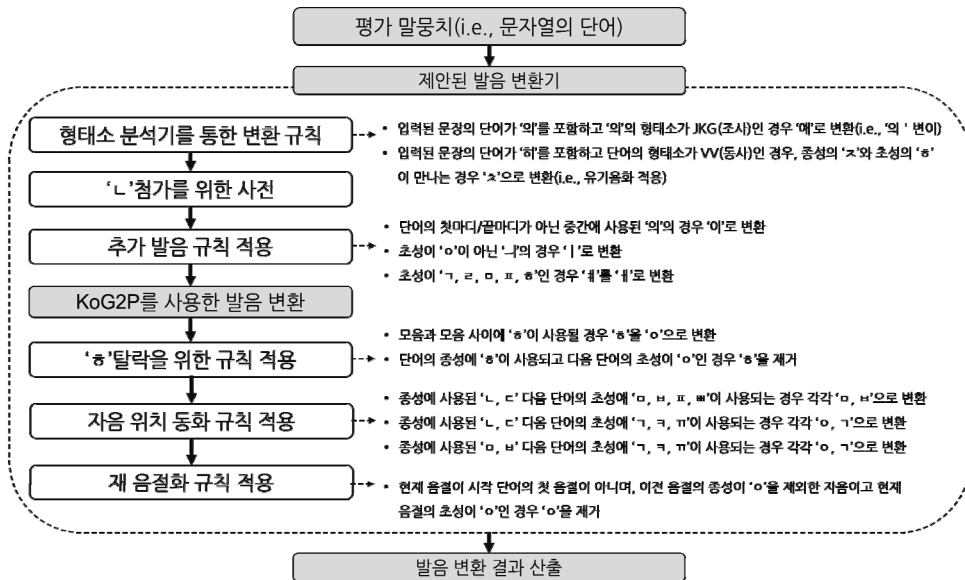 평가 말뭉치(i.e., 문자열의 단어)
제안된 발음 변환기
형태소 분석기를 통한 변환 규칙
• 입력된 문장의 단어가 '의'를 포함하고 '의'의 형태소가 JKG(조사)인 경우 '에'로 변환(i.e., '의 ' 변이)
• 입력된 문장의 단어가 '히'를 포함하고 단어의 형태소가 VV(동사)인 경우, 종성의 'ㅈ'와 초성의 'ㅎ'
이 만나는 경우 'ㅊ'으로 변환(i.e., 유기음화 적용)
'ㄴ'첨가를 위한 사전
추가 발음 규칙 적용
• 단어의 첫마디/끝마디가 아닌 중간에 사용된 '의'의 경우 '이'로 변환
• 초성이 'ㅇ'이 아닌 'ㅢ'의 경우 'ㅣ'로 변환
• 초성이 'ㄱ, ㄹ, ㅁ, ㅍ, ㅎ'인 경우 'ㅖ'를 'ㅔ'로 변환
KoG2P를 사용한 발음 변환
'ㅎ'탈락을 위한 규칙 적용
• 모음과 모음 사이에 'ㅎ'이 사용될 경우 'ㅎ'을 'ㅇ'으로 변환
• 단어의 종성에 'ㅎ'이 사용되고 다음 단어의 초성이 'ㅇ'인 경우 'ㅎ'을 제거
자음 위치 동화 규칙 적용
• 종성에 사용된 'ㄴ, ㄷ' 다음 단어의 초성에 'ㅁ, ㅂ, ㅍ, ㅃ'이 사용되는 경우 각각 'ㅁ, ㅂ'으로 변환
• 종성에 사용된 'ㄴ, ㄷ' 다음 단어의 초성에 'ㄱ, ㅋ, ㄲ'이 사용되는 경우 각각 'ㅇ, ㄱ'으로 변환
• 종성에 사용된 'ㅁ, ㅂ' 다음 단어의 초성에 'ㄱ, ㅋ, ㄲ'이 사용되는 경우 각각 'ㅇ, ㄱ'으로 변환
재 음절화 규칙 적용
• 현재 음절이 시작 단어의 첫 음절이 아니며, 이전 음절의 종성이 'ㅇ'을 제외한 자음이고 현재
음절의 초성이 'ㅇ'인 경우 'ㅇ'을 제거
발음 변환 결과 산출